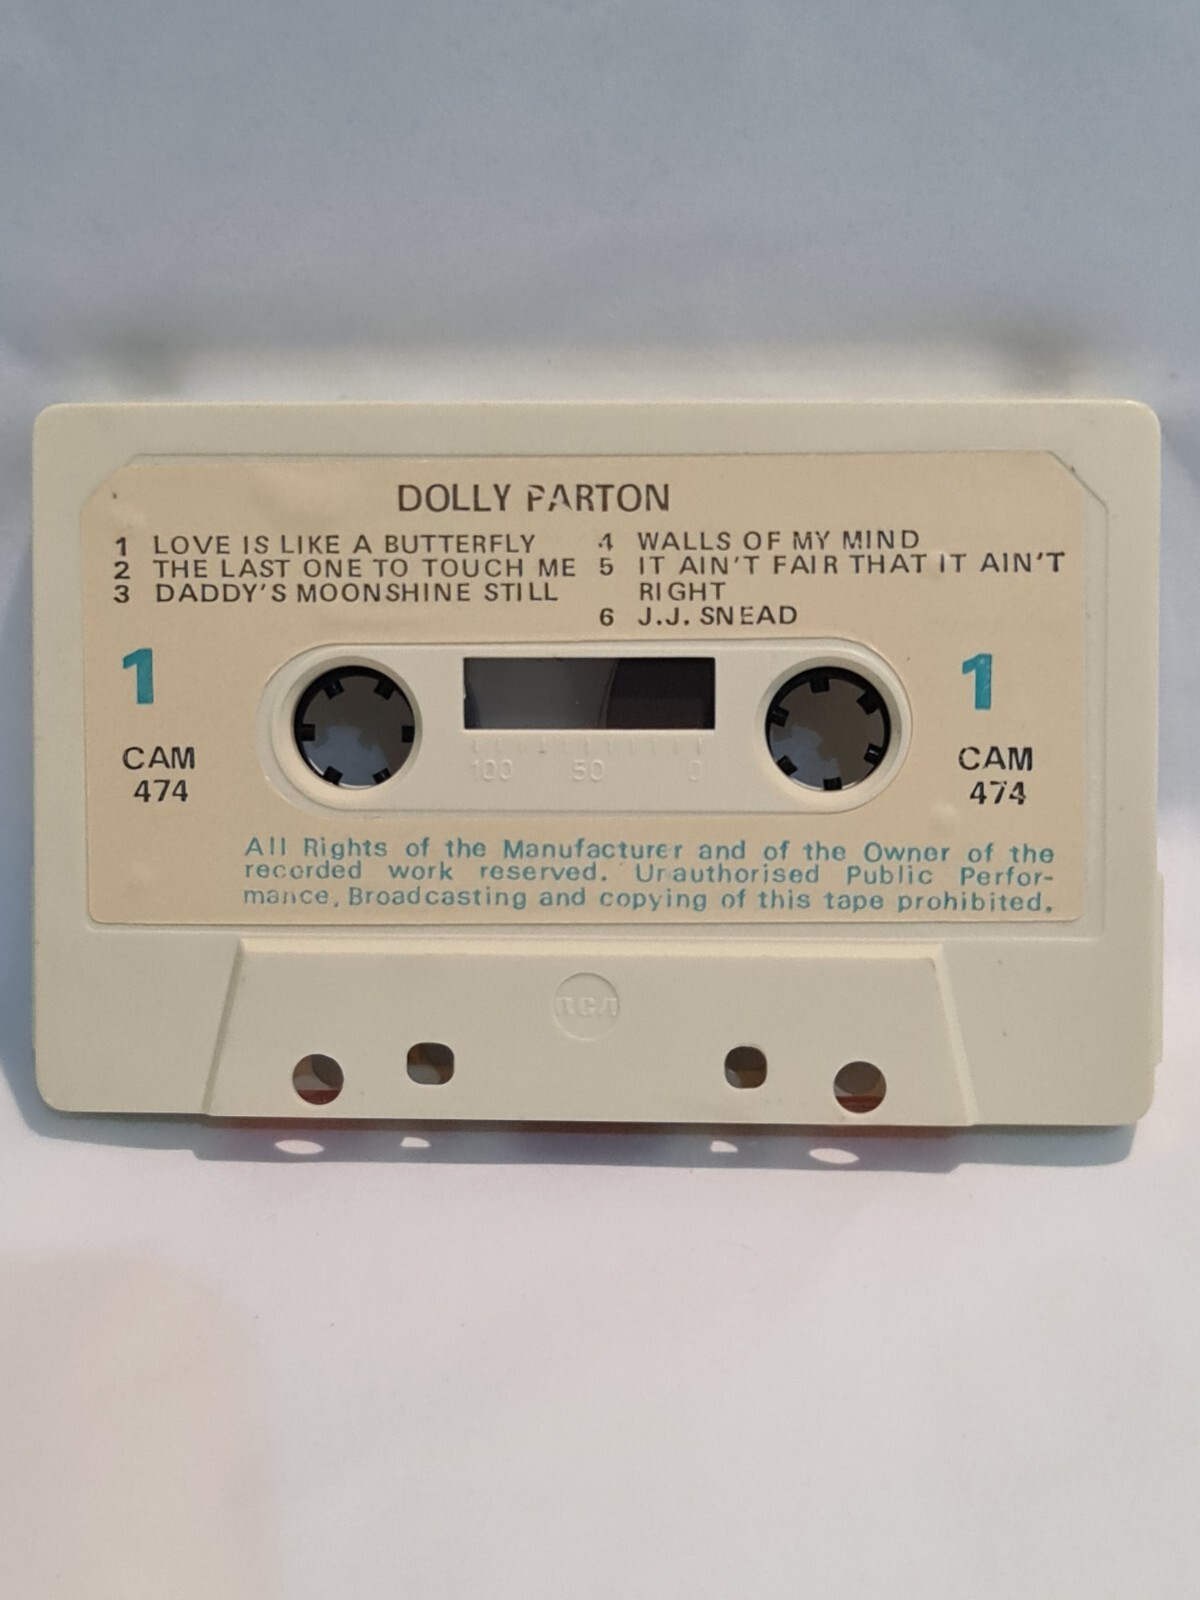 DOLLY PARTON
1 LOVE IS LIKE A BUTTERFLY
2 THE LAST ONE TO TOUCH ME
3 DADDY'S MOONSHINE STILL
4 WALLS OF MY MIND
5 IT AIN'T FAIR THAT IT AIN'T
RIGHT
6 J.J. SNEAD
1
1
CAM
474
CAM
474
100 50 0
All Rights of the Manufacturer and of the Owner of the
recorded work reserved. Unauthorised Public Perfor-
mance, Broadcasting and copying of this tape prohibited.
RCA